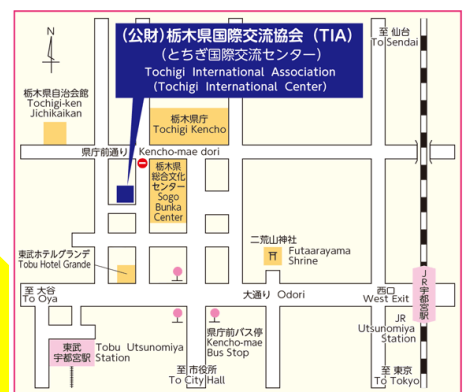 (公財)栃木県国際交流協会 (TIA)
(とちぎ国際交流センター)
Tochigi International Association
(Tochigi International Center)
至 仙台
To Sendai
N
栃木県自治会館
Tochigi-ken
Jichikaikan
栃木県庁
Tochigi Kencho
県庁前通り Kencho-mae dori
栃木県
総合文化
センター
Sogo
Bunka
Center
二荒山神社
Futaarayama
Shrine
東武ホテルグランデ
Tobu Hotel Grande
至 大谷
To Oya
大通り Odori
西口
West Exit
JR宇都宮駅
JR
Utsunomiya
Station
県庁前バス停
Kencho-mae
Bus Stop
東武
宇都宮駅
Tobu Utsunomiya
Station
至 市役所
To City Hall
至 東京
To Tokyo